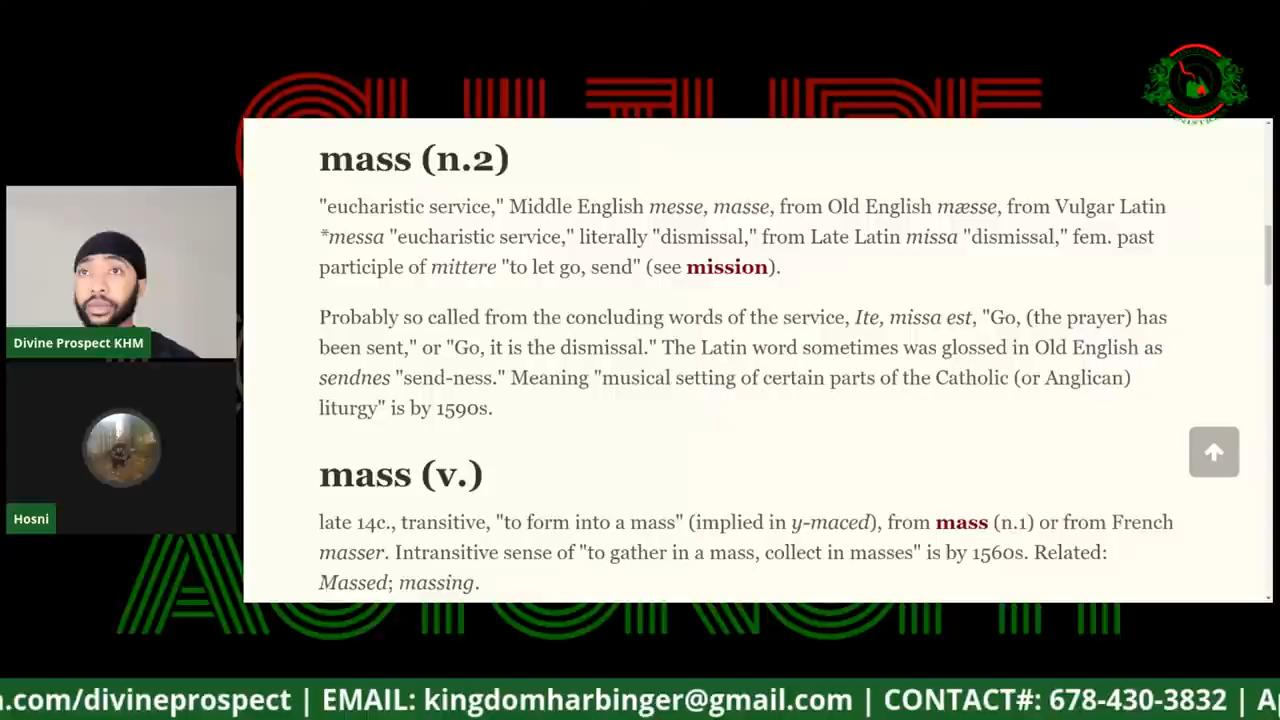 mass (n.2)
"eucharistic service," Middle English messe, masse, from Old English mæsse, from Vulgar Latin
*messa "eucharistic service," literally "dismissal," from Late Latin missa "dismissal," fem. past
participle of mittere "to let go, send" (see mission).
Probably so called from the concluding words of the service, Ite, missa est, "Go, (the prayer) has
been sent," or "Go, it is the dismissal." The Latin word sometimes was glossed in Old English as
sendnes "send-ness." Meaning "musical setting of certain parts of the Catholic (or Anglican)
liturgy" is by 1590s.
mass (v.)
late 14c., transitive, "to form into a mass" (implied in y-maced), from mass (n.1) or from French
masser. Intransitive sense of "to gather in a mass, collect in masses" is by 1560s. Related:
Massed; massing.
Divine Prospect KHM
Hosni
.com/divineprospect | EMAIL: kingdomharbinger@gmail.com | CONTACT#: 678-430-3832 |